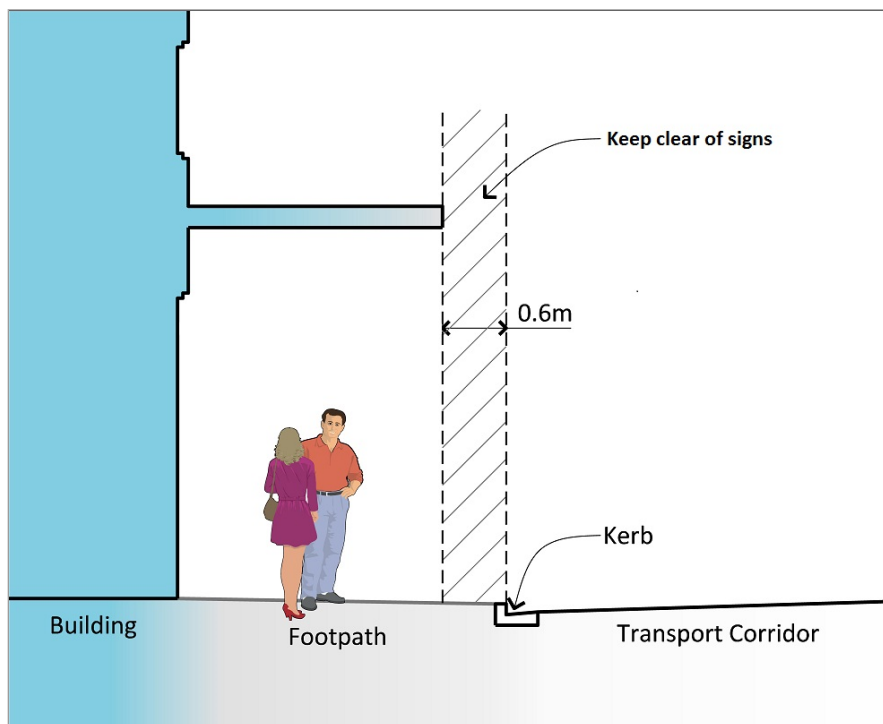 Keep clear of signs
0.6m
Kerb
Building
Footpath
Transport Corridor